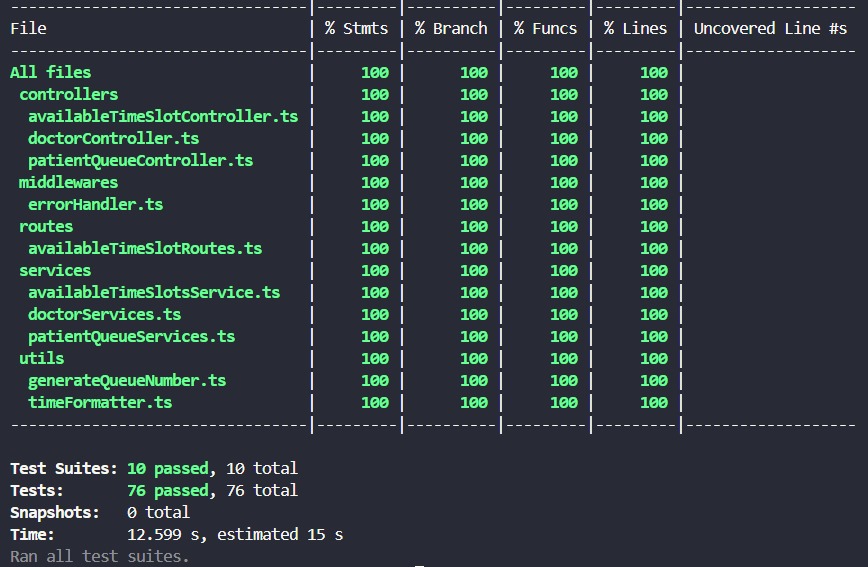 --------------------------------|---------|----------|---------|---------|-------------------
File                            | % Stmts | % Branch | % Funcs | % Lines | Uncovered Line #s
--------------------------------|---------|----------|---------|---------|-------------------
All files                       |     100 |      100 |     100 |     100 |
 controllers                    |     100 |      100 |     100 |     100 |
  availableTimeSlotController.ts |     100 |      100 |     100 |     100 |
  doctorController.ts           |     100 |      100 |     100 |     100 |
  patientQueueController.ts     |     100 |      100 |     100 |     100 |
 middlewares                    |     100 |      100 |     100 |     100 |
  errorHandler.ts               |     100 |      100 |     100 |     100 |
 routes                         |     100 |      100 |     100 |     100 |
  availableTimeSlotRoutes.ts    |     100 |      100 |     100 |     100 |
 services                       |     100 |      100 |     100 |     100 |
  availableTimeSlotsService.ts  |     100 |      100 |     100 |     100 |
  doctorServices.ts             |     100 |      100 |     100 |     100 |
  patientQueueServices.ts       |     100 |      100 |     100 |     100 |
 utils                          |     100 |      100 |     100 |     100 |
  generateQueueNumber.ts        |     100 |      100 |     100 |     100 |
  timeFormatter.ts              |     100 |      100 |     100 |     100 |
--------------------------------|---------|----------|---------|---------|-------------------
Test Suites: 10 passed, 10 total
Tests:       76 passed, 76 total
Snapshots:   0 total
Time:        12.599 s, estimated 15 s
Ran all test suites.